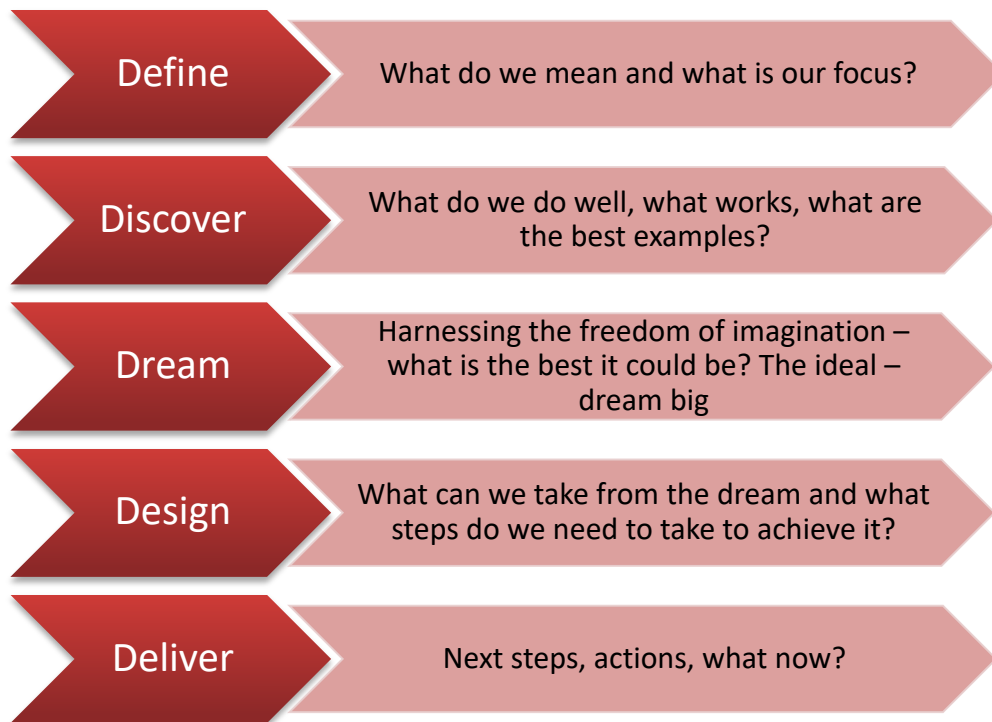 Define
What do we mean and what is our focus?
Discover
What do we do well, what works, what are
the best examples?
Dream
Harnessing the freedom of imagination –
what is the best it could be? The ideal –
dream big
Design
What can we take from the dream and what
steps do we need to take to achieve it?
Deliver
Next steps, actions, what now?